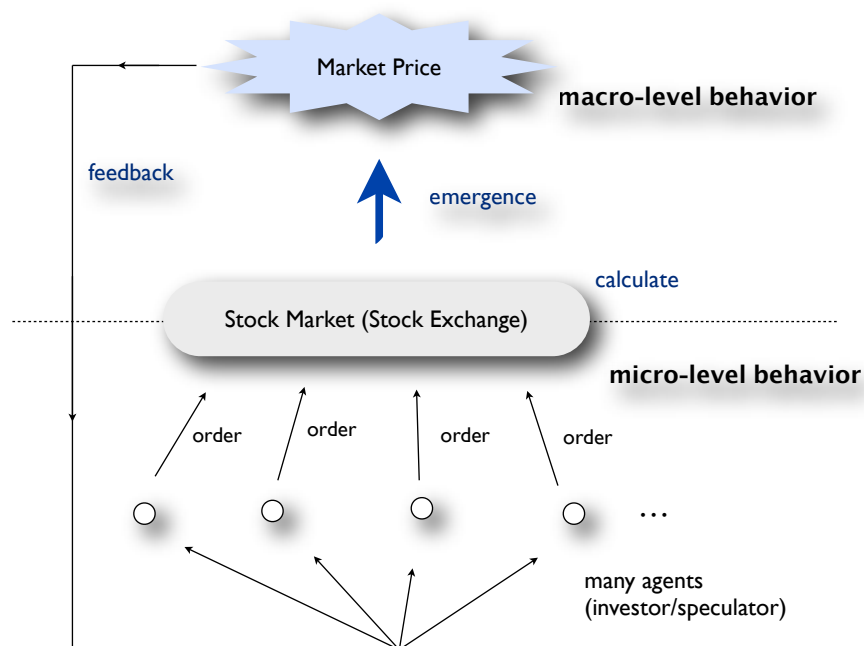 Market Price
macro-level behavior
feedback
emergence
calculate
Stock Market (Stock Exchange)
micro-level behavior
order
order
order
order
...
many agents
(investor/speculator)